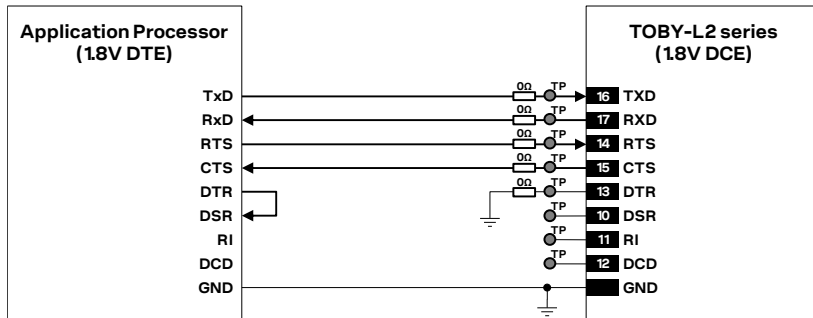 Application Processor
(1.8V DTE)
TOBY-L2 series
(1.8V DCE)
TxD 0Ω TP 16 TXD
RxD 0Ω TP 17 RXD
RTS 0Ω TP 14 RTS
CTS 0Ω TP 15 CTS
DTR 0Ω TP 13 DTR
DSR TP 10 DSR
RI TP 11 RI
DCD TP 12 DCD
GND GND